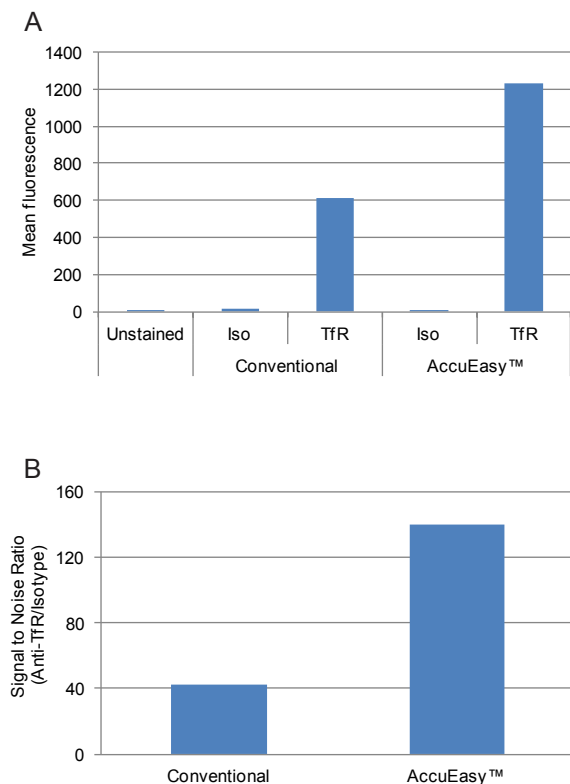 A
Mean fluorescence
1400
1200
1000
800
600
400
200
0
Unstained Iso TfR Iso TfR
Conventional AccuEasy™
B
Signal to Noise Ratio
(Anti-TfR/Isotype)
160
120
80
40
0
Conventional AccuEasy™